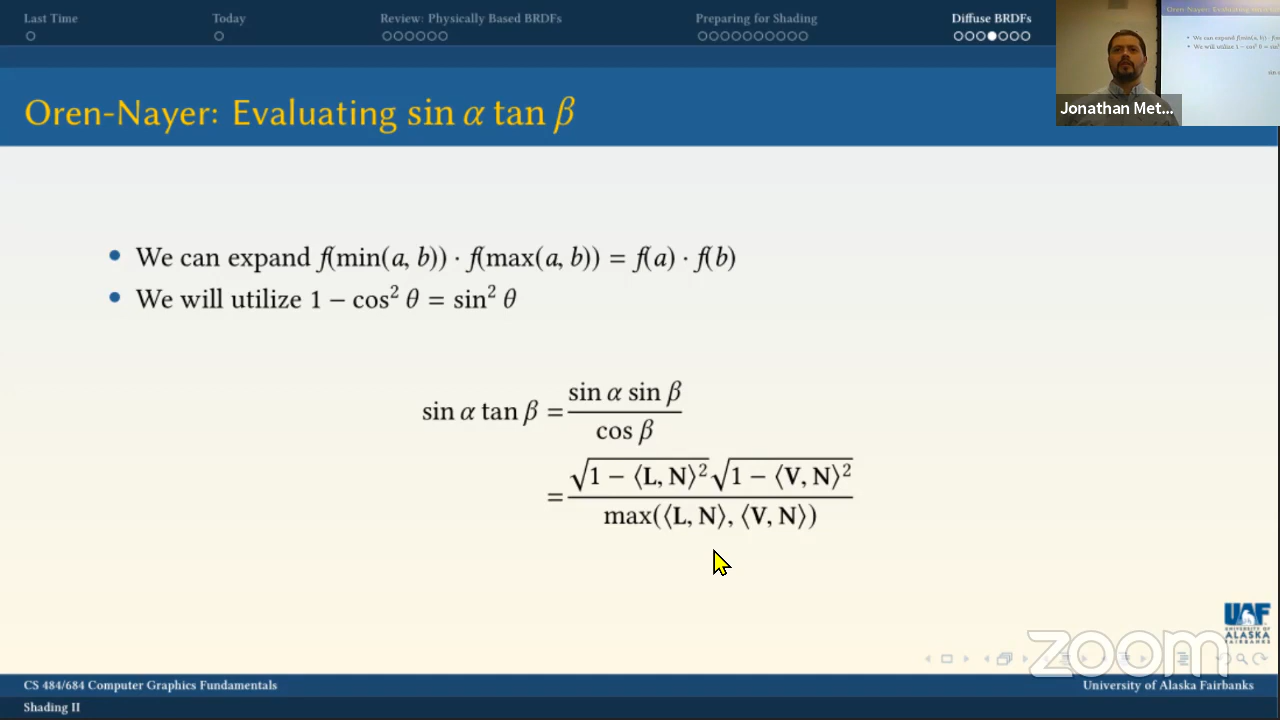 Last Time
Today
Review: Physically Based BRDFs
Preparing for Shading
Diffuse BRDFs
Jonathan Met...
Oren-Nayer: Evaluating sin α tan β
• We can expand f(min(a, b)) · f(max(a, b)) = f(a) · f(b)
• We will utilize 1 − cos² θ = sin² θ
sin α tan β = sin α sin β / cos β
= √1 − ⟨L, N⟩² √1 − ⟨V, N⟩² / max(⟨L, N⟩, ⟨V, N⟩)
UAF
UNIVERSITY OF
ALASKA
FAIRBANKS
zoom
CS 484/684 Computer Graphics Fundamentals
University of Alaska Fairbanks
Shading II